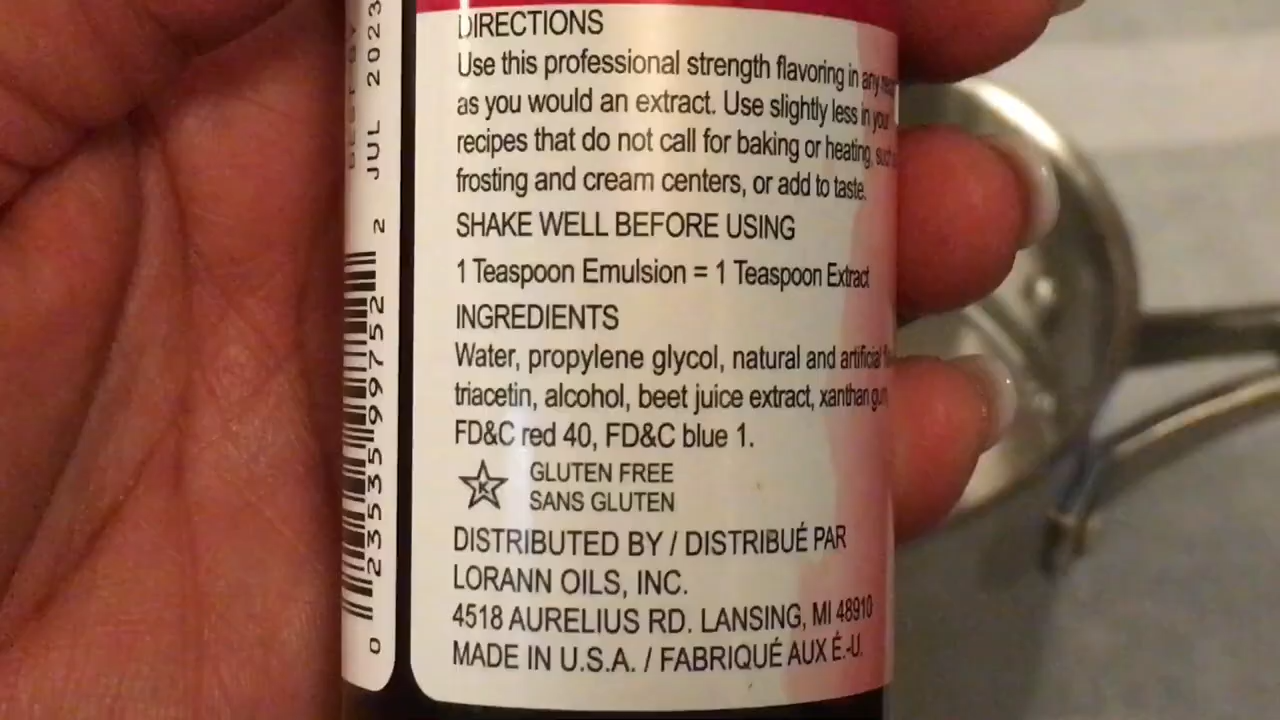 DIRECTIONS
Use this professional strength flavoring in any
as you would an extract. Use slightly less in your
recipes that do not call for baking or heating, such
frosting and cream centers, or add to taste.
SHAKE WELL BEFORE USING
1 Teaspoon Emulsion = 1 Teaspoon Extract
INGREDIENTS
Water, propylene glycol, natural and artificial
triacetin, alcohol, beet juice extract, xanthan gum,
FD&C red 40, FD&C blue 1.
K
GLUTEN FREE
SANS GLUTEN
DISTRIBUTED BY / DISTRIBUÉ PAR
LORANN OILS, INC.
4518 AURELIUS RD. LANSING, MI 48910
MADE IN U.S.A. / FABRIQUÉ AUX É.-U.
BEST BY
JUL 2023
0 23535 99752 2